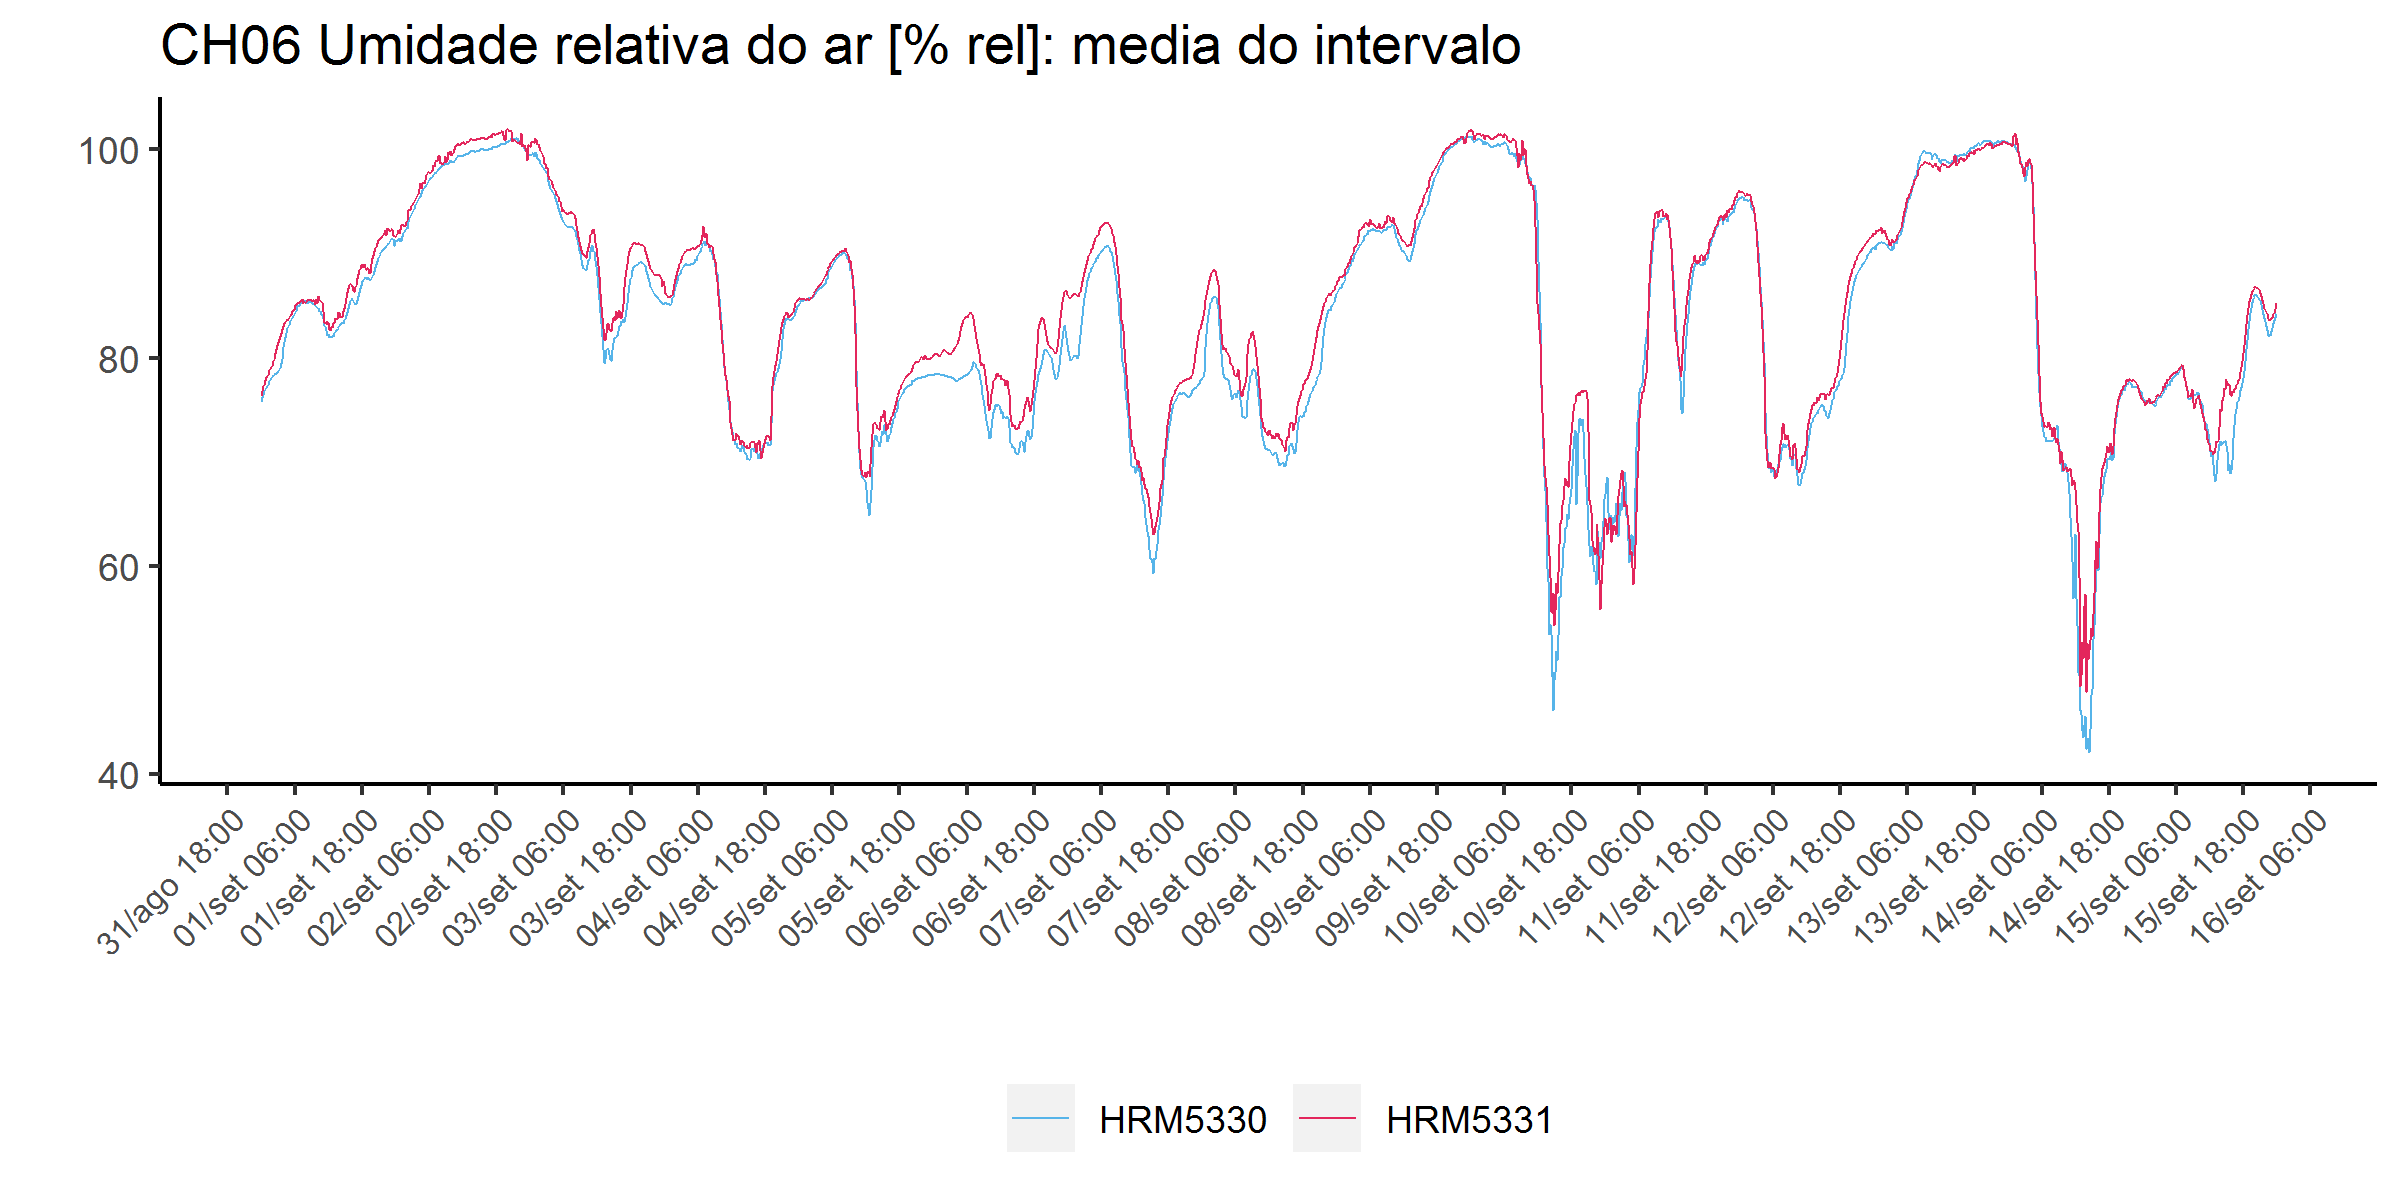 CH06 Umidade relativa do ar [% rel]: media do intervalo
100
80
60
40
31/ago 18:00
01/set 06:00
01/set 18:00
02/set 06:00
02/set 18:00
03/set 06:00
03/set 18:00
04/set 06:00
04/set 18:00
05/set 06:00
05/set 18:00
06/set 06:00
06/set 18:00
07/set 06:00
07/set 18:00
08/set 06:00
08/set 18:00
09/set 06:00
09/set 18:00
10/set 06:00
10/set 18:00
11/set 06:00
11/set 18:00
12/set 06:00
12/set 18:00
13/set 06:00
13/set 18:00
14/set 06:00
14/set 18:00
15/set 06:00
15/set 18:00
16/set 06:00
HRM5330
HRM5331